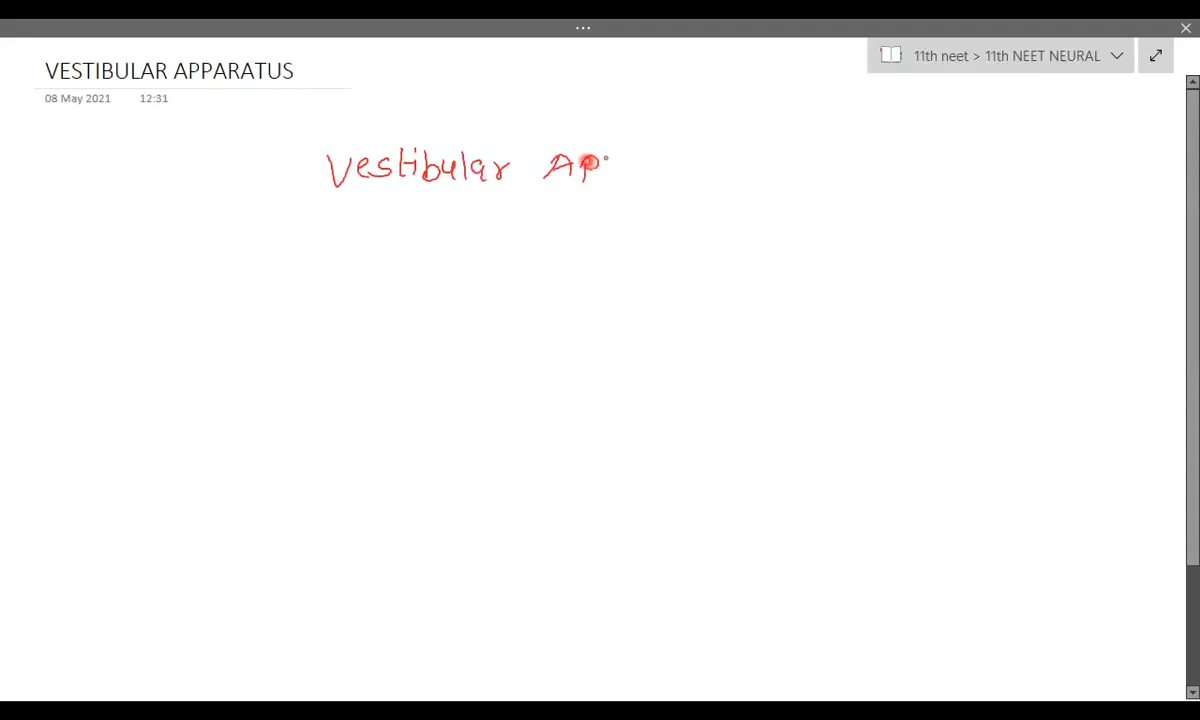 11th neet > 11th NEET NEURAL
VESTIBULAR APPARATUS
08 May 2021 12:31
Vestibular AP